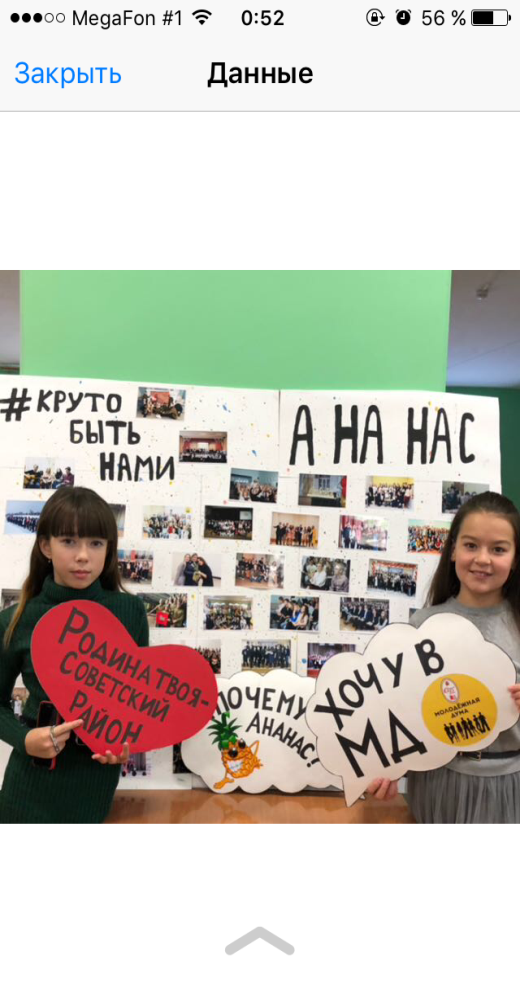 MegaFon #1
0:52
56 %
Закрыть
Данные
#КРУТО
БЫТЬ
НАМИ
А НА НАС
РОДИНА ТВОЯ-
СОВЕТСКИЙ
РАЙОН
ПОЧЕМУ
АНАНАС?
ХОЧУ В
МД
МОЛОДЁЖНАЯ
ДУМА